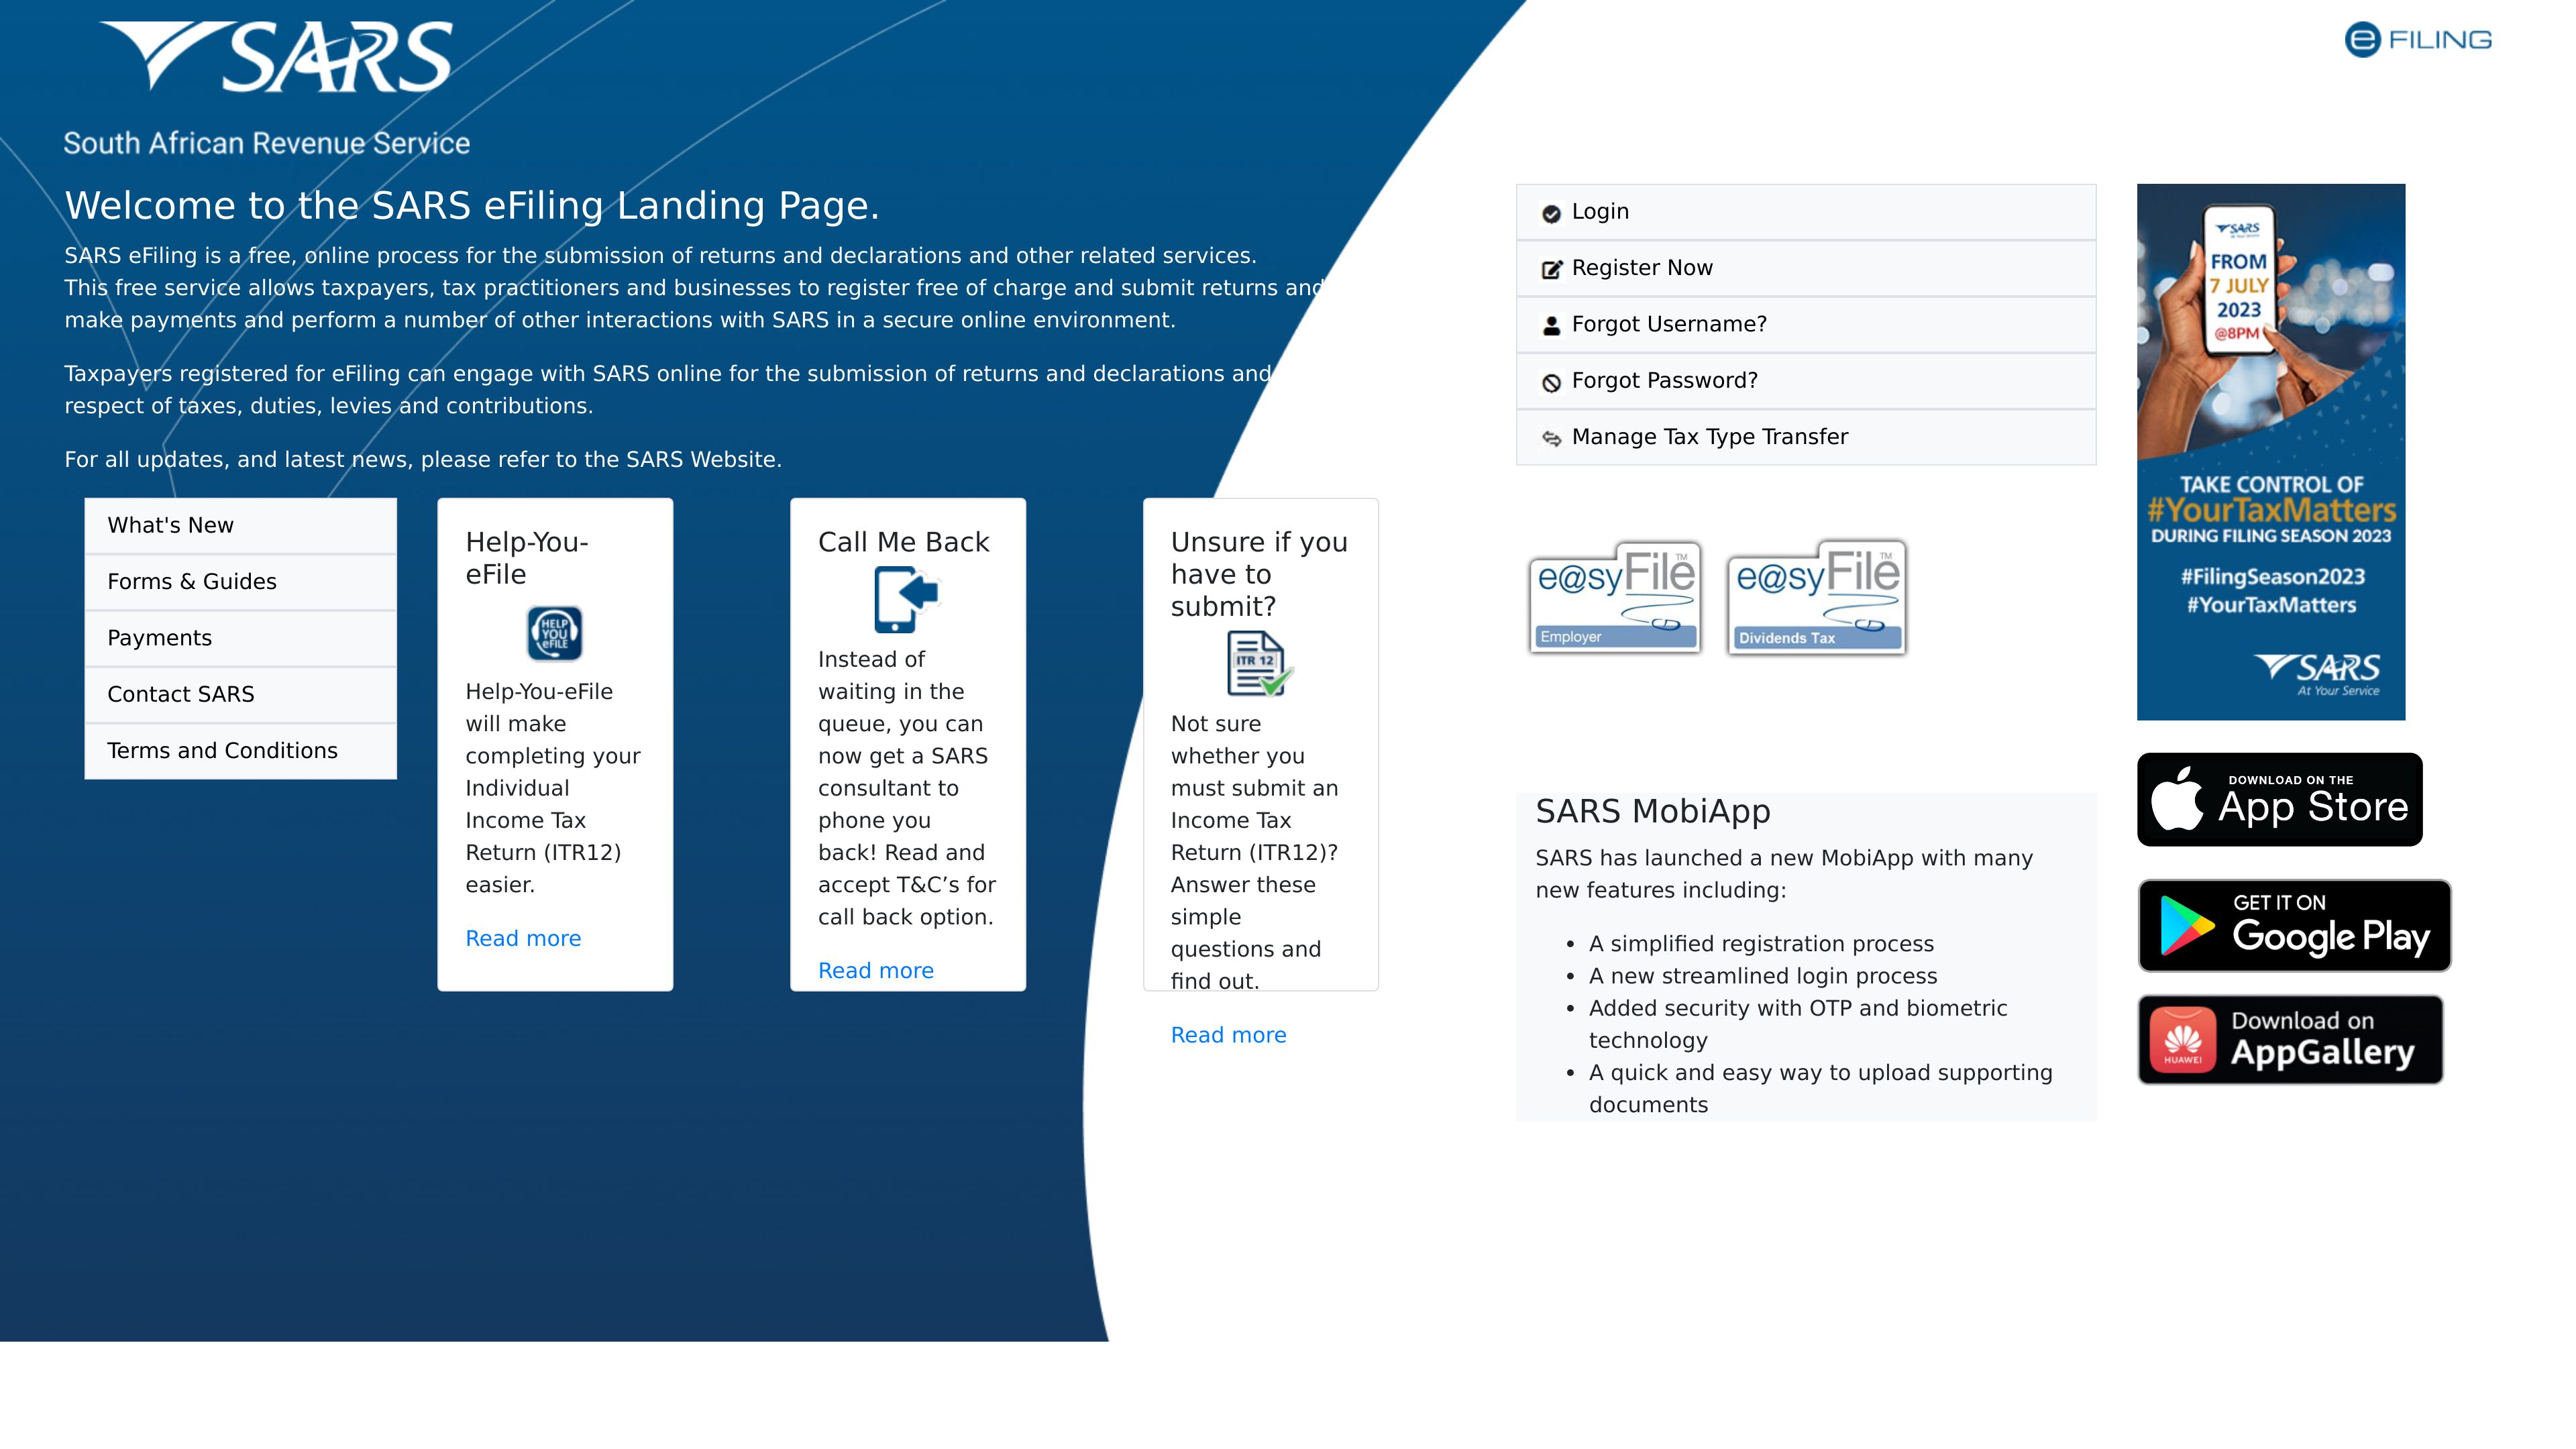 SARS
South African Revenue Service
e FILING
Welcome to the SARS eFiling Landing Page.
SARS eFiling is a free, online process for the submission of returns and declarations and other related services.
This free service allows taxpayers, tax practitioners and businesses to register free of charge and submit returns and
make payments and perform a number of other interactions with SARS in a secure online environment.
Taxpayers registered for eFiling can engage with SARS online for the submission of returns and declarations and
respect of taxes, duties, levies and contributions.
For all updates, and latest news, please refer to the SARS Website.
What's New
Forms & Guides
Payments
Contact SARS
Terms and Conditions
Help-You-
eFile
HELP
YOU
eFILE
Help-You-eFile
will make
completing your
Individual
Income Tax
Return (ITR12)
easier.
Read more
Call Me Back
Instead of
waiting in the
queue, you can
now get a SARS
consultant to
phone you
back! Read and
accept T&C’s for
call back option.
Read more
Unsure if you
have to
submit?
ITR 12
Not sure
whether you
must submit an
Income Tax
Return (ITR12)?
Answer these
simple
questions and
find out.
Read more
Login
Register Now
Forgot Username?
Forgot Password?
Manage Tax Type Transfer
e@syFile™
Employer
e@syFile™
Dividends Tax
SARS MobiApp
SARS has launched a new MobiApp with many
new features including:
• A simplified registration process
• A new streamlined login process
• Added security with OTP and biometric
technology
• A quick and easy way to upload supporting
documents
SARS
At Your Service
FROM
7 JULY
2023
@8PM
TAKE CONTROL OF
#YourTaxMatters
DURING FILING SEASON 2023
#FilingSeason2023
#YourTaxMatters
SARS
At Your Service
DOWNLOAD ON THE
App Store
GET IT ON
Google Play
HUAWEI
Download on
AppGallery